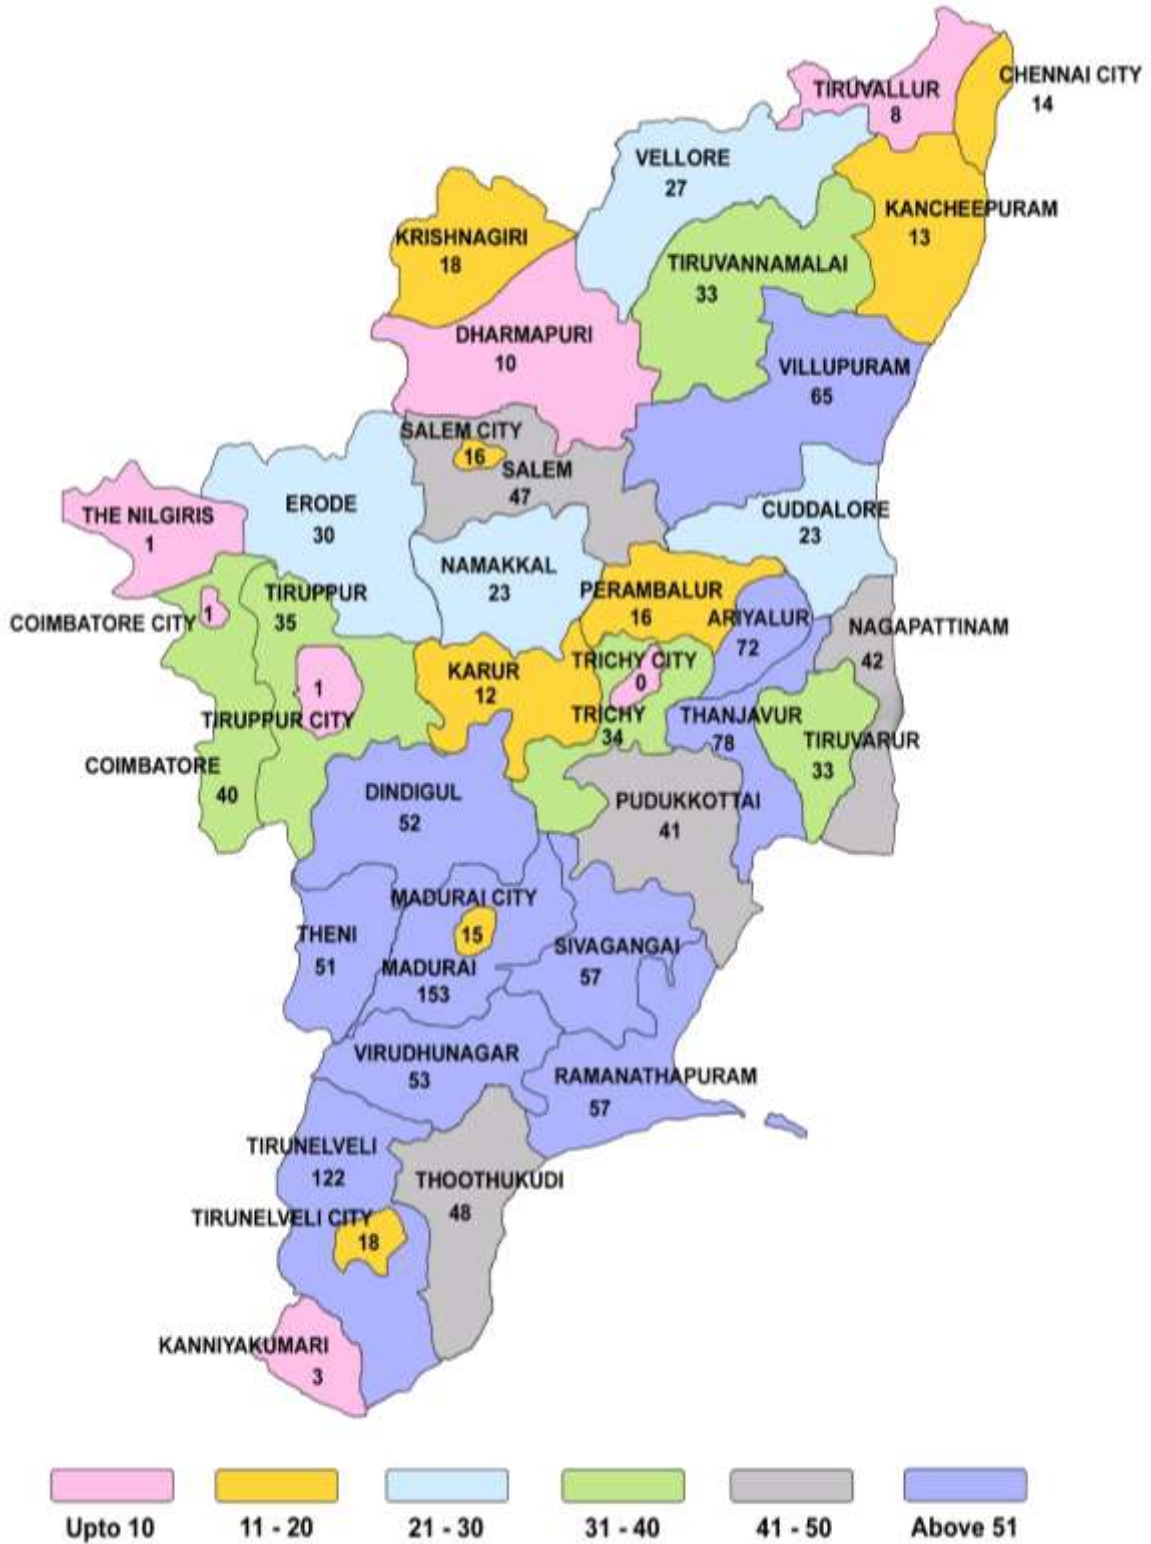 CHENNAI CITY
14
TIRUVALLUR
8
VELLORE
27
KANCHEEPURAM
13
KRISHNAGIRI
18
TIRUVANNAMALAI
33
DHARMAPURI
10
VILLUPURAM
65
SALEM CITY
16
SALEM
47
ERODE
30
THE NILGIRIS
1
CUDDALORE
23
NAMAKKAL
23
PERAMBALUR
16
TIRUPPUR
35
ARIYALUR
72
COIMBATORE CITY
1
NAGAPATTINAM
42
TRICHY CITY
0
KARUR
12
TIRUPPUR CITY
1
TRICHY
34
THANJAVUR
78
TIRUVARUR
33
COIMBATORE
40
DINDIGUL
52
PUDUKKOTTAI
41
MADURAI CITY
15
THENI
51
SIVAGANGAI
57
MADURAI
153
VIRUDHUNAGAR
53
RAMANATHAPURAM
57
TIRUNELVELI
122
THOOTHUKUDI
48
TIRUNELVELI CITY
18
KANNIYAKUMARI
3
Upto 10
11 - 20
21 - 30
31 - 40
41 - 50
Above 51